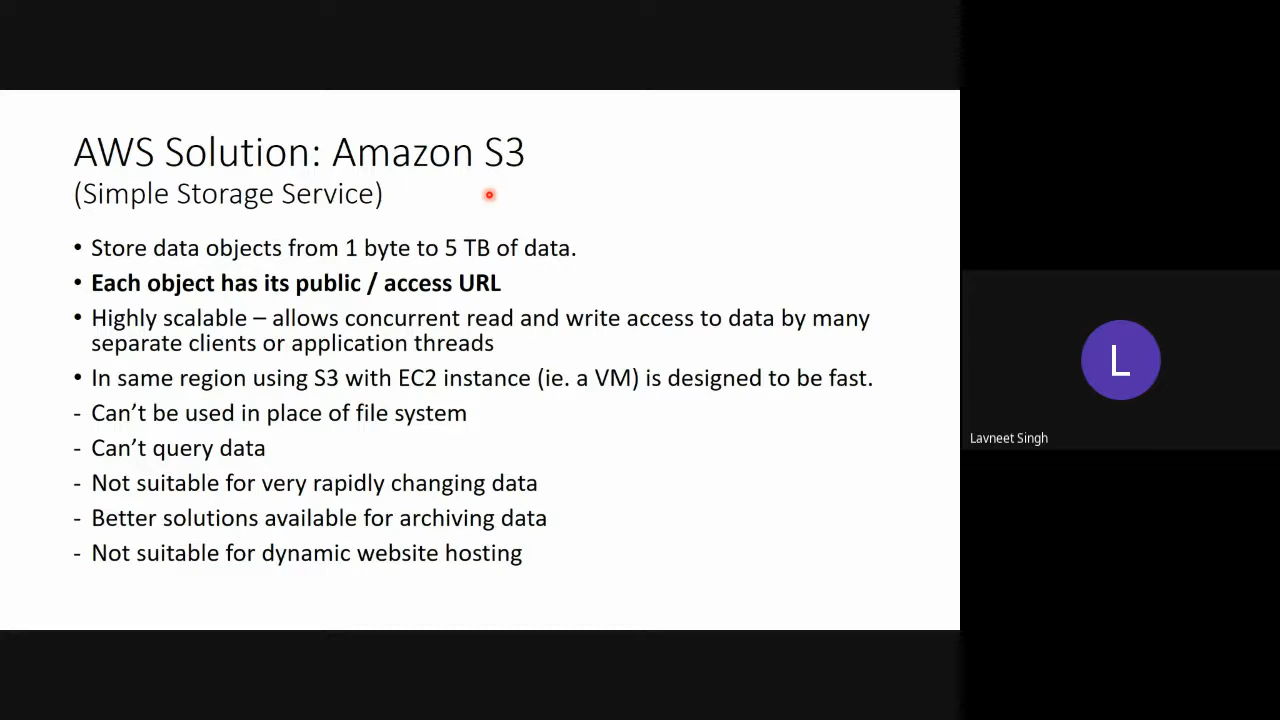 AWS Solution: Amazon S3
(Simple Storage Service)
• Store data objects from 1 byte to 5 TB of data.
• Each object has its public / access URL
• Highly scalable – allows concurrent read and write access to data by many
separate clients or application threads
• In same region using S3 with EC2 instance (ie. a VM) is designed to be fast.
- Can’t be used in place of file system
- Can’t query data
- Not suitable for very rapidly changing data
- Better solutions available for archiving data
- Not suitable for dynamic website hosting
L
Lavneet Singh